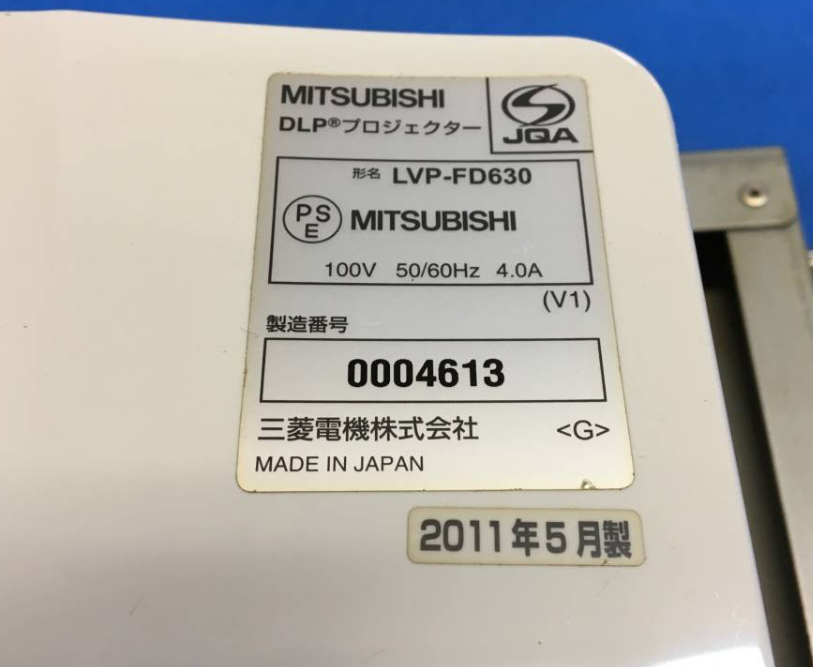 MITSUBISHI
DLP®プロジェクター
JQA
形名 LVP-FD630
PSE MITSUBISHI
100V 50/60Hz 4.0A
(V1)
製造番号
0004613
三菱電機株式会社 <G>
MADE IN JAPAN
2011年5月製